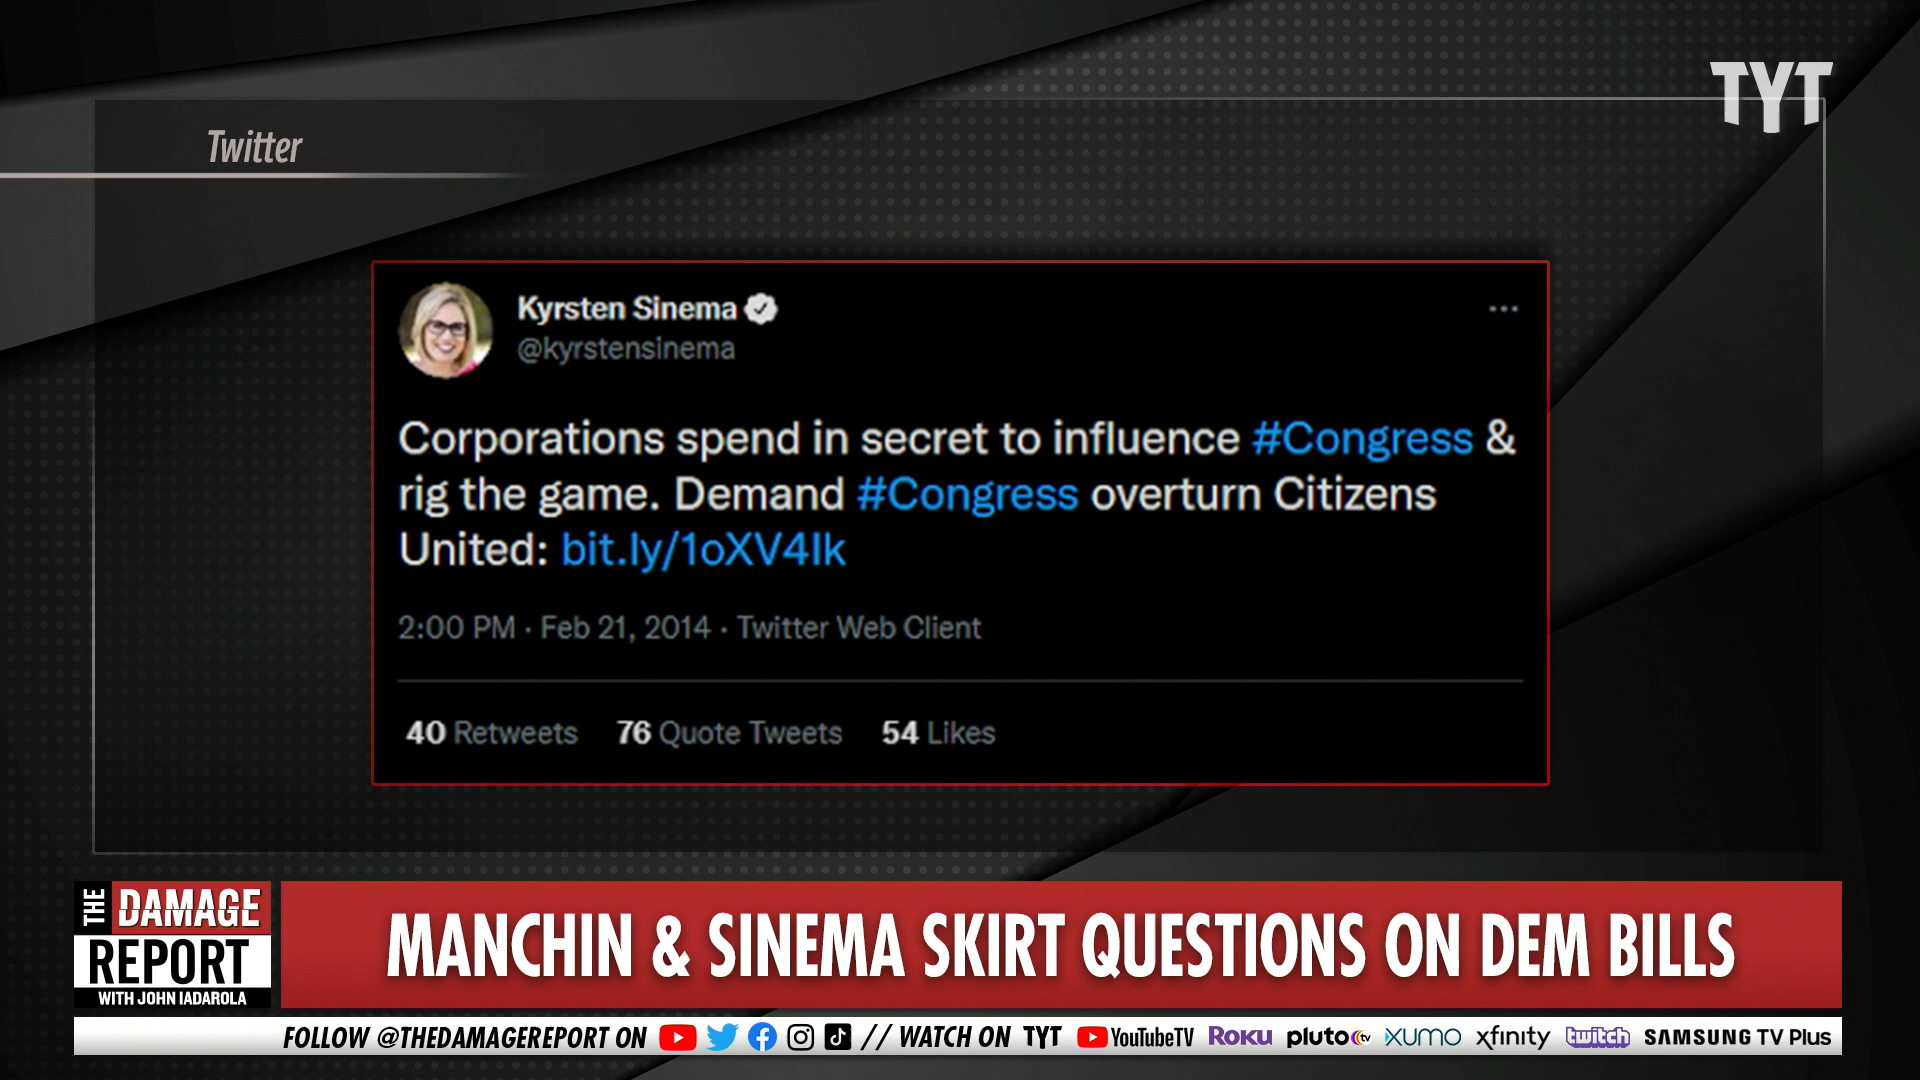 TYT
Twitter
Kyrsten Sinema
@kyrstensinema
Corporations spend in secret to influence #Congress &
rig the game. Demand #Congress overturn Citizens
United: bit.ly/1oXV4Ik
2:00 PM · Feb 21, 2014 · Twitter Web Client
40 Retweets 76 Quote Tweets 54 Likes
THE DAMAGE
REPORT
WITH JOHN IADAROLA
MANCHIN & SINEMA SKIRT QUESTIONS ON DEM BILLS
FOLLOW @THEDAMAGEREPORT ON // WATCH ON TYT YouTubeTV ROKU pluto tv XUMO xfinity twitch SAMSUNG TV Plus